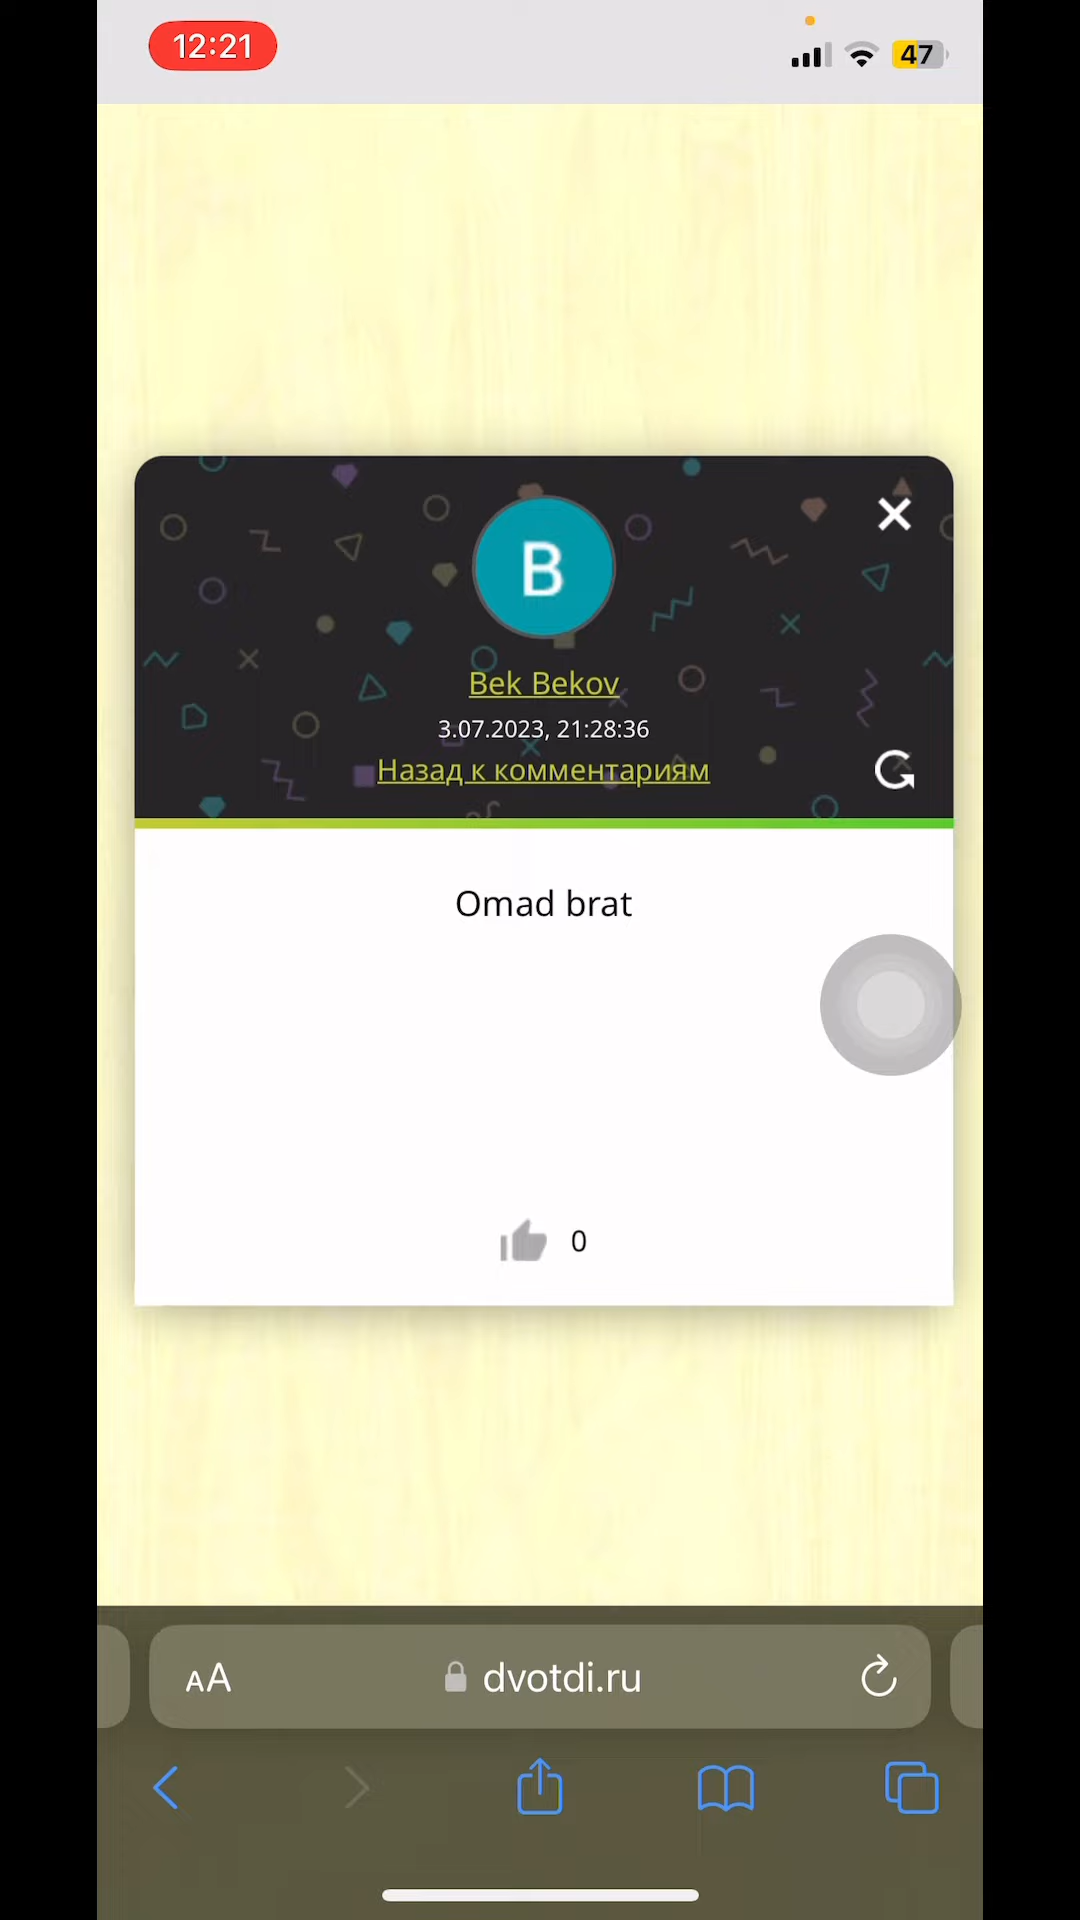 12:21
47
B
Bek Bekov
3.07.2023, 21:28:36
Назад к комментариям
Omad brat
0
AA
dvotdi.ru